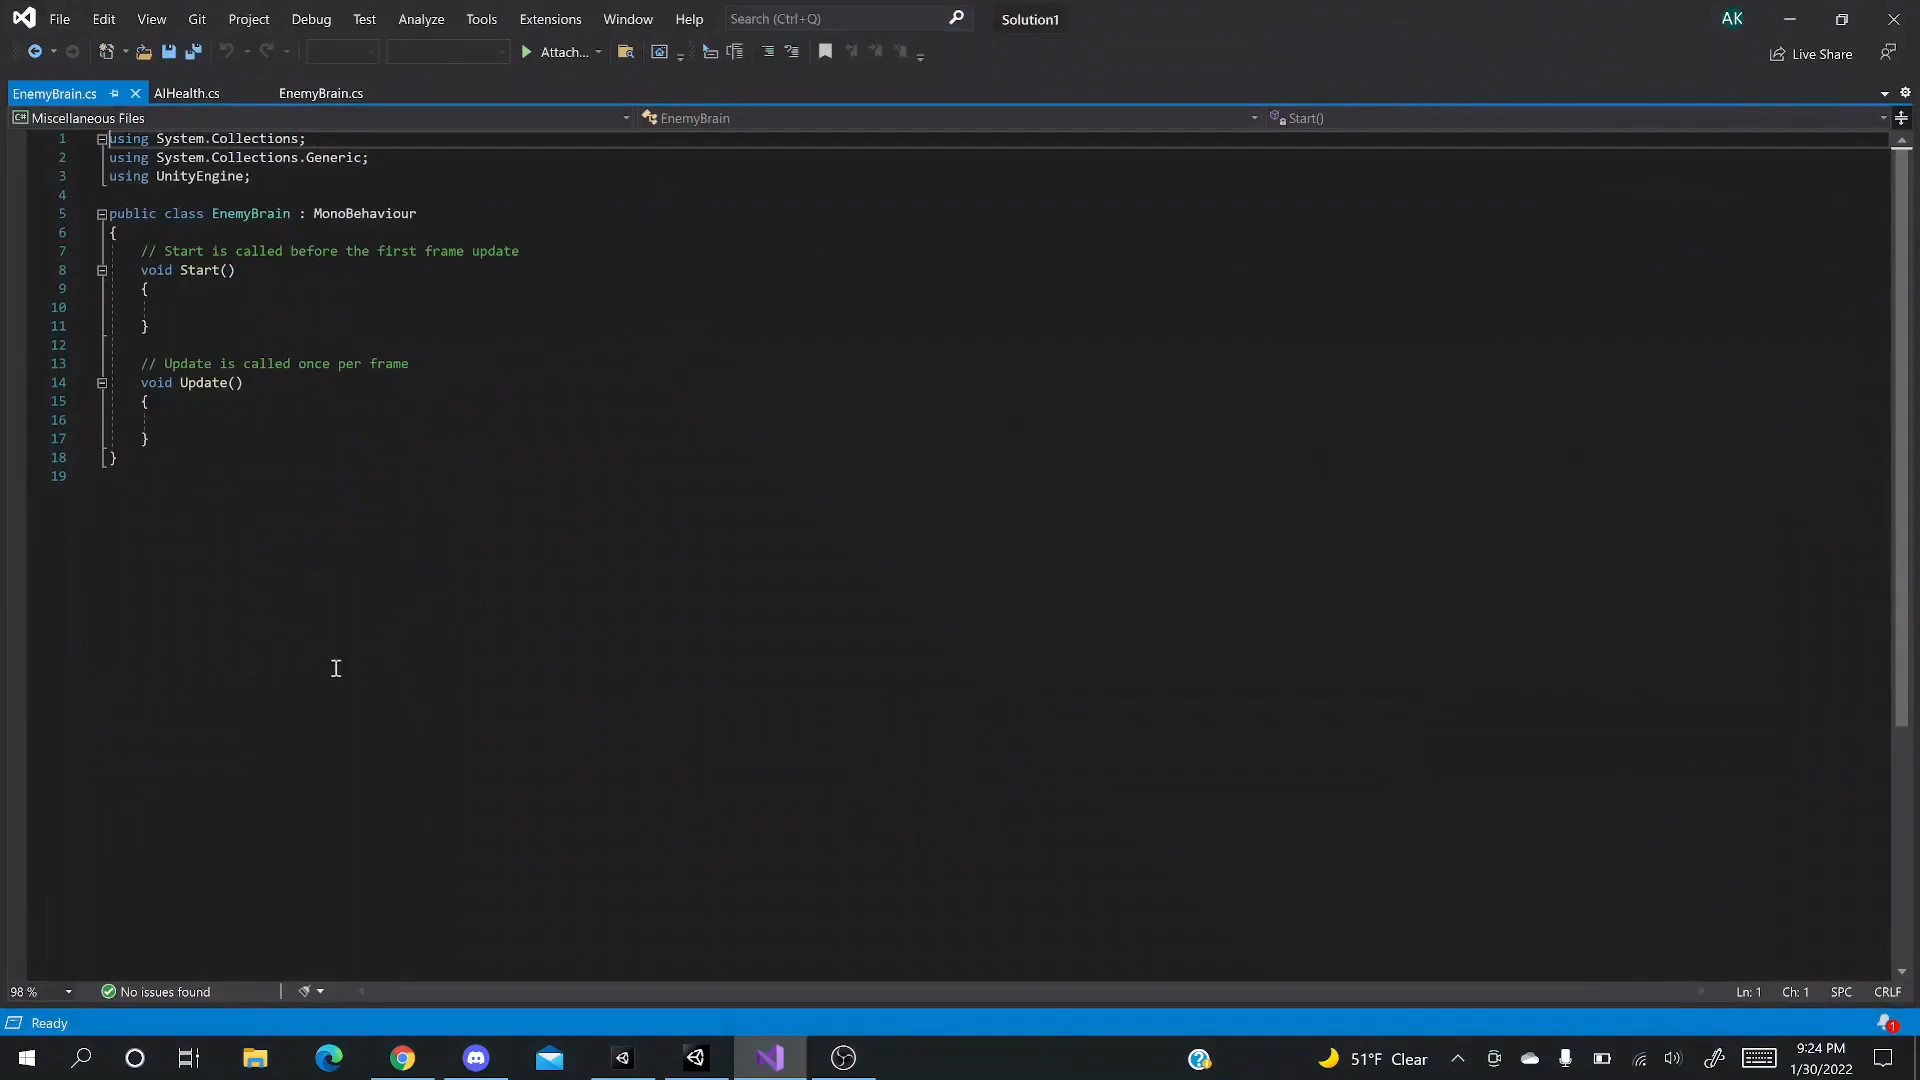 File Edit View Git Project Debug Test Analyze Tools Extensions Window Help Search (Ctrl+Q) Solution1 AK
Attach... Live Share
EnemyBrain.cs AIHealth.cs EnemyBrain.cs
C# Miscellaneous Files EnemyBrain Start()
1 using System.Collections;
2 using System.Collections.Generic;
3 using UnityEngine;
4
5 public class EnemyBrain : MonoBehaviour
6 {
7 // Start is called before the first frame update
8 void Start()
9 {
10
11 }
12
13 // Update is called once per frame
14 void Update()
15 {
16
17 }
18 }
19
98 % No issues found Ln: 1 Ch: 1 SPC CRLF
Ready 1
51°F Clear 9:24 PM
1/30/2022